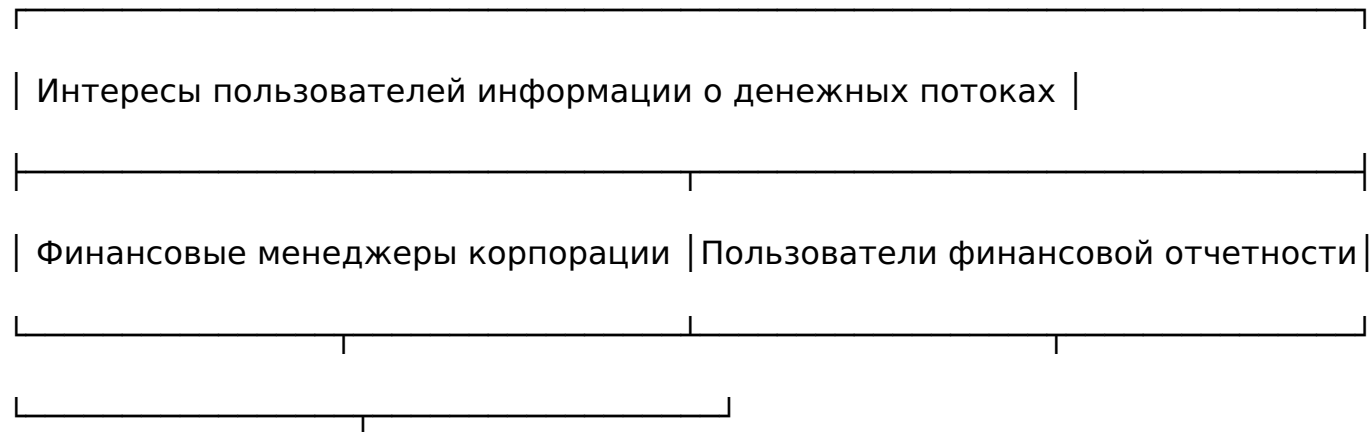 Интересы пользователей информации о денежных потоках
Финансовые менеджеры корпорации │Пользователи финансовой отчетности